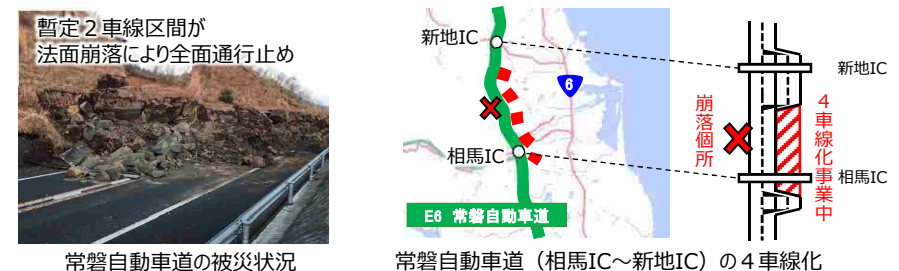 暫定２車線区間が
法面崩落により全面通行止め
常磐自動車道の被災状況
新地IC
6
相馬IC
E6 常磐自動車道
新地IC
崩落個所
４車線化事業中
相馬IC
常磐自動車道（相馬IC～新地IC）の４車線化